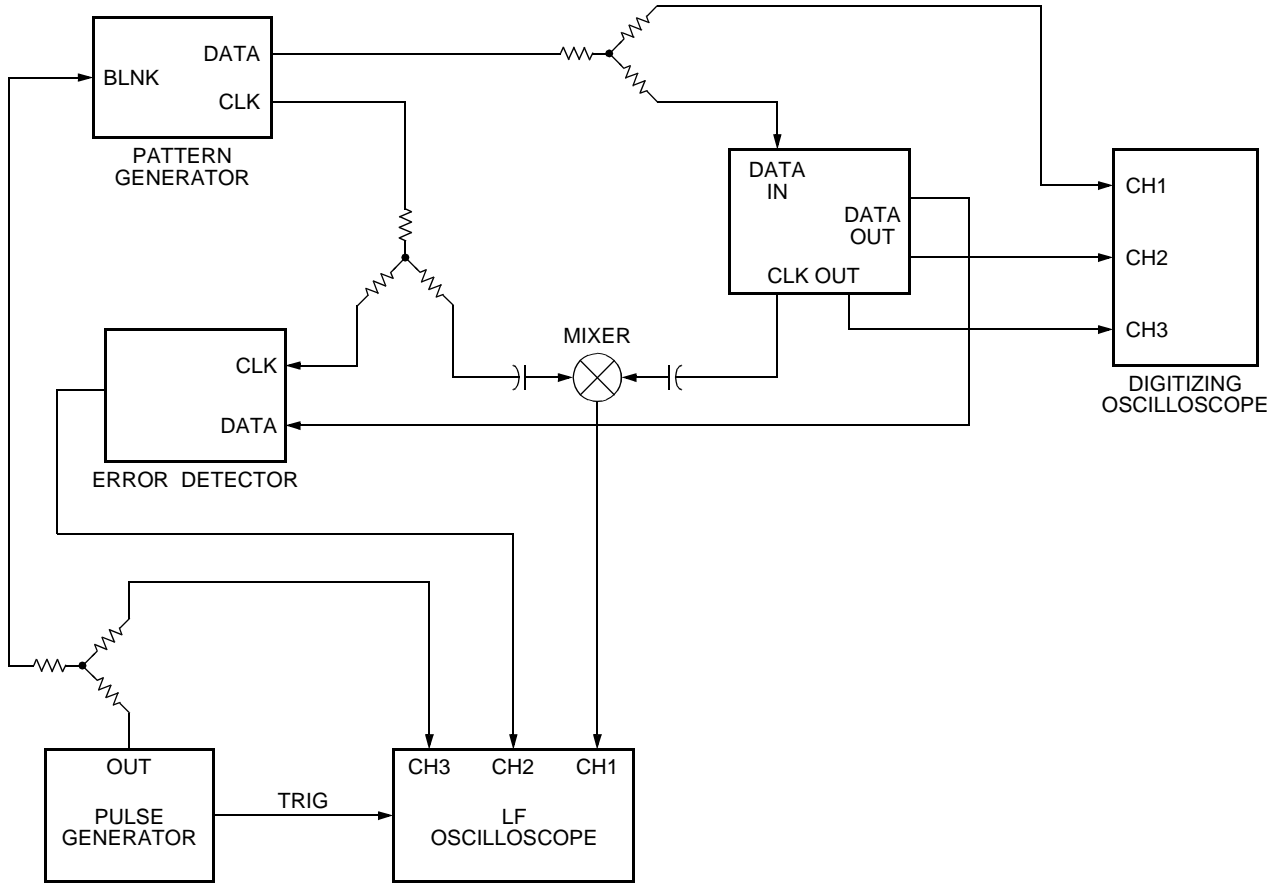 DATA
BLNK
CLK
PATTERN
GENERATOR
DATA
IN
DATA
OUT
CLK OUT
CH1
CH2
CH3
DIGITIZING
OSCILLOSCOPE
MIXER
CLK
DATA
ERROR DETECTOR
OUT
PULSE
GENERATOR
TRIG
CH3 CH2 CH1
LF
OSCILLOSCOPE